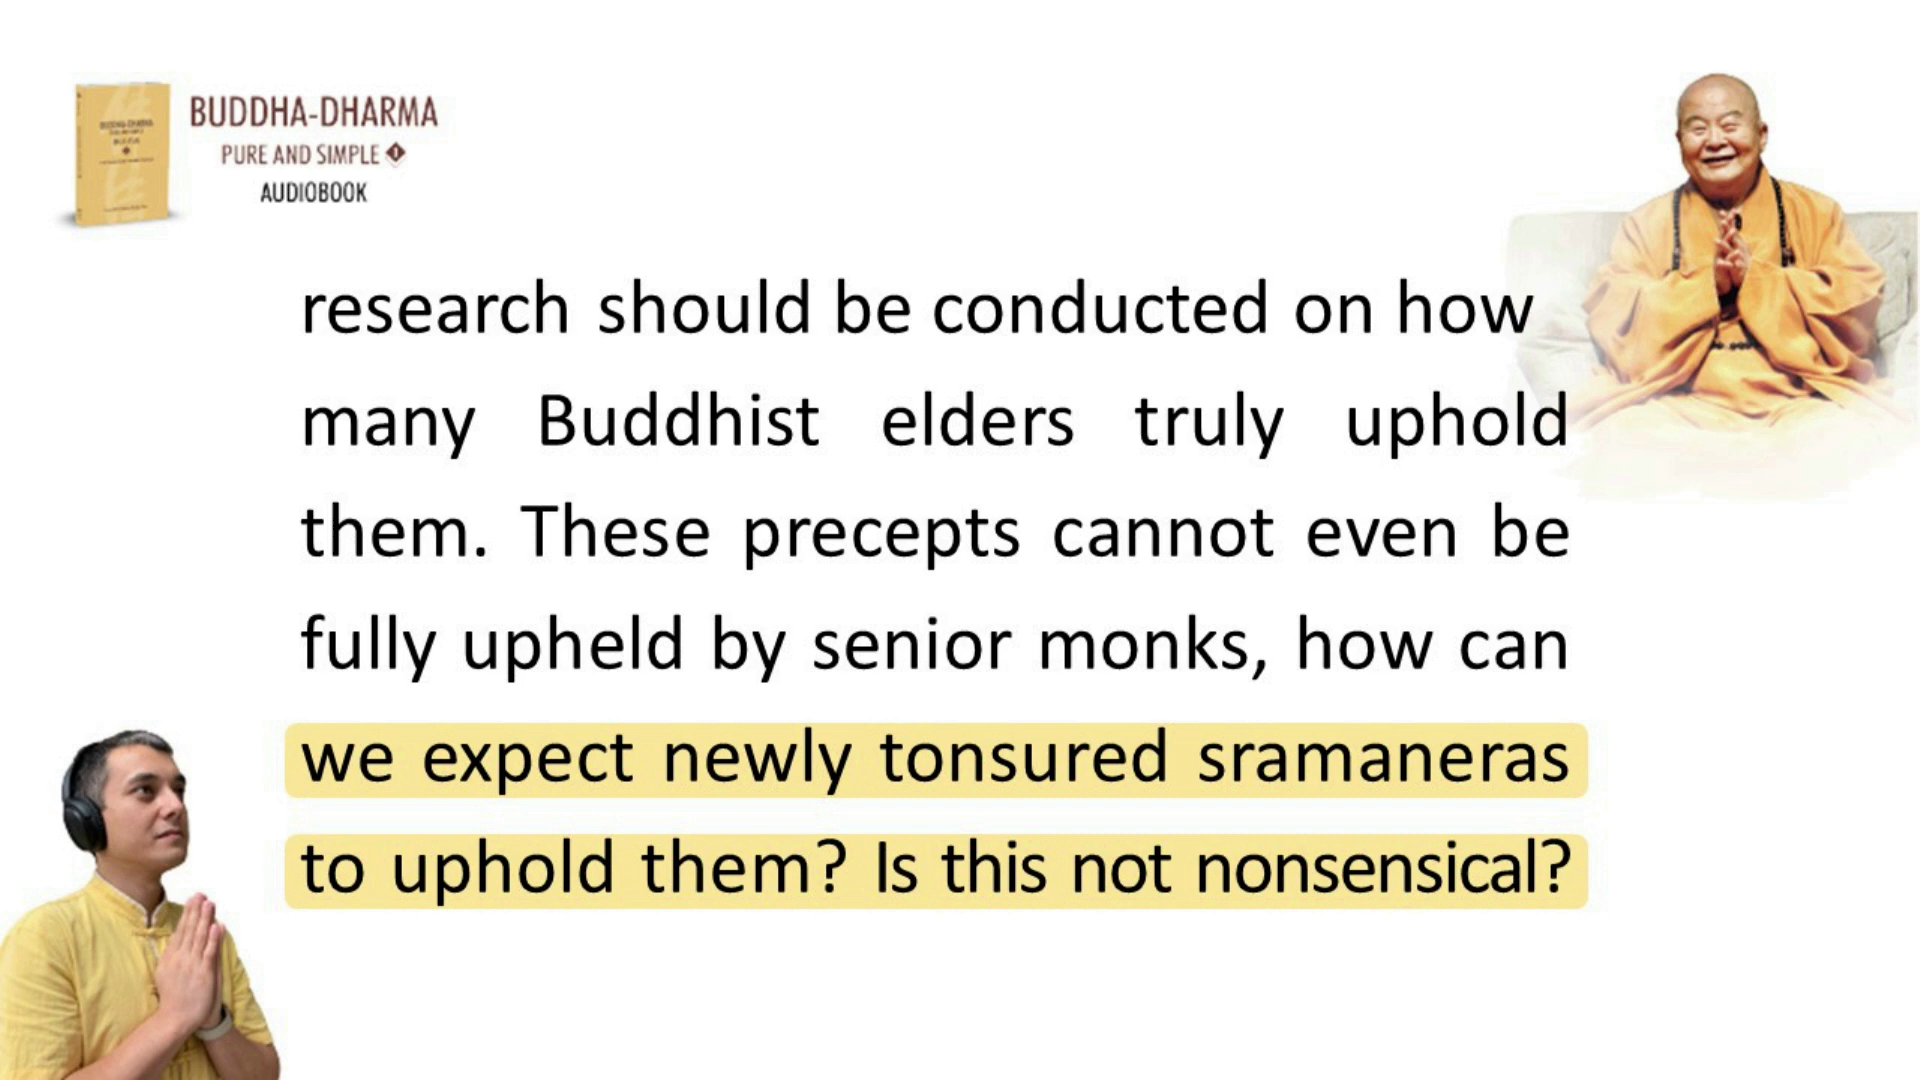 BUDDHA-DHARMA
PURE AND SIMPLE 1
AUDIOBOOK
research should be conducted on how
many Buddhist elders truly uphold
them. These precepts cannot even be
fully upheld by senior monks, how can
we expect newly tonsured sramaneras
to uphold them? Is this not nonsensical?